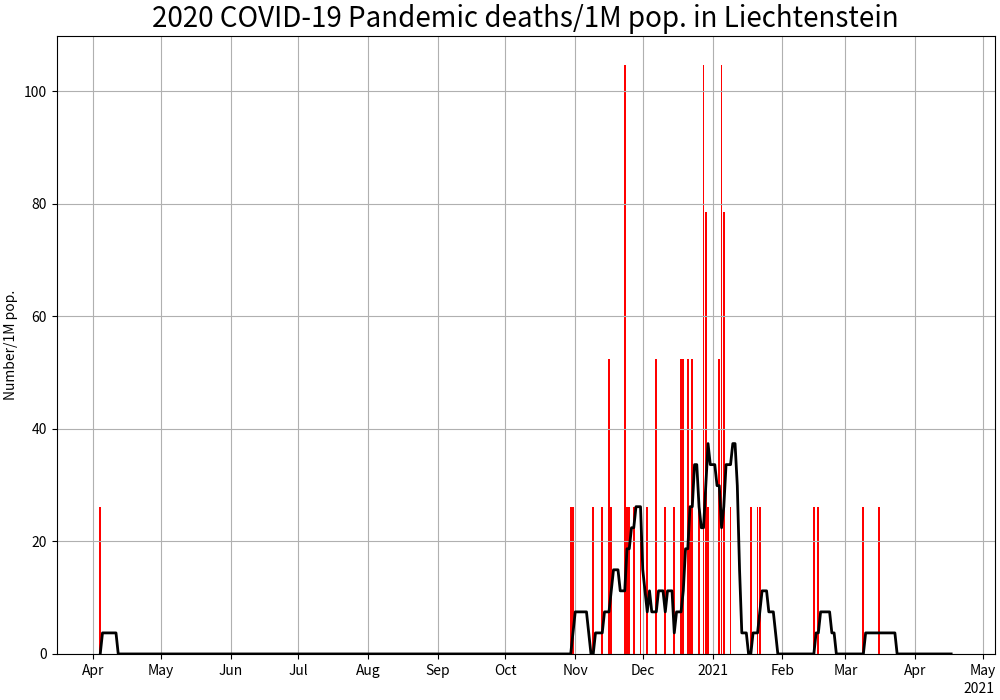 2020 COVID-19 Pandemic deaths/1M pop. in Liechtenstein
Number/1M pop.
100
80
60
40
20
0
Apr May Jun Jul Aug Sep Oct Nov Dec 2021 Feb Mar Apr May
2021